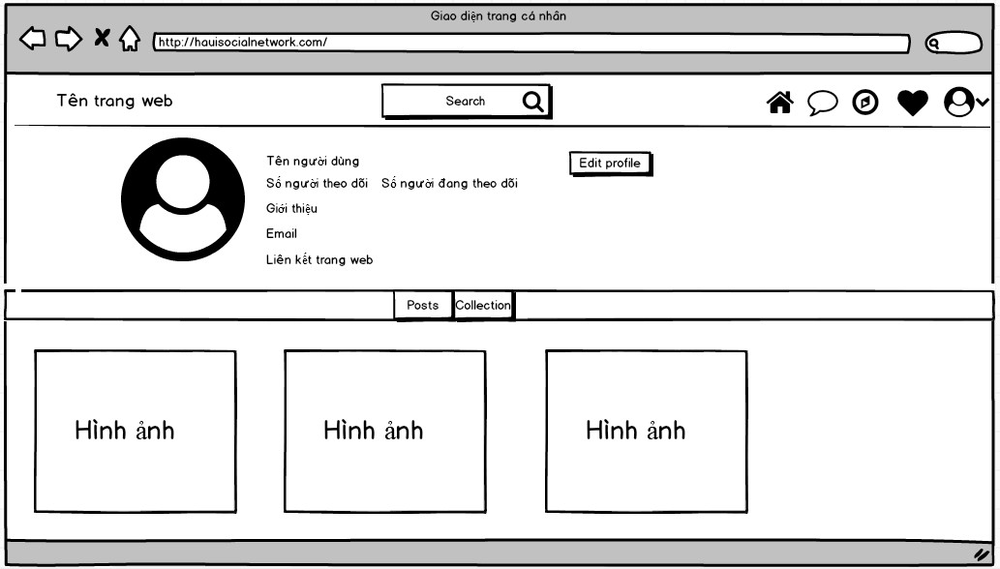 Giao diện trang cá nhân
http://hauisocialnetwork.com/
Tên trang web
Search
Tên người dùng
Edit profile
Số người theo dõi Số người đang theo dõi
Giới thiệu
Email
Liên kết trang web
Posts Collection
Hình ảnh Hình ảnh Hình ảnh